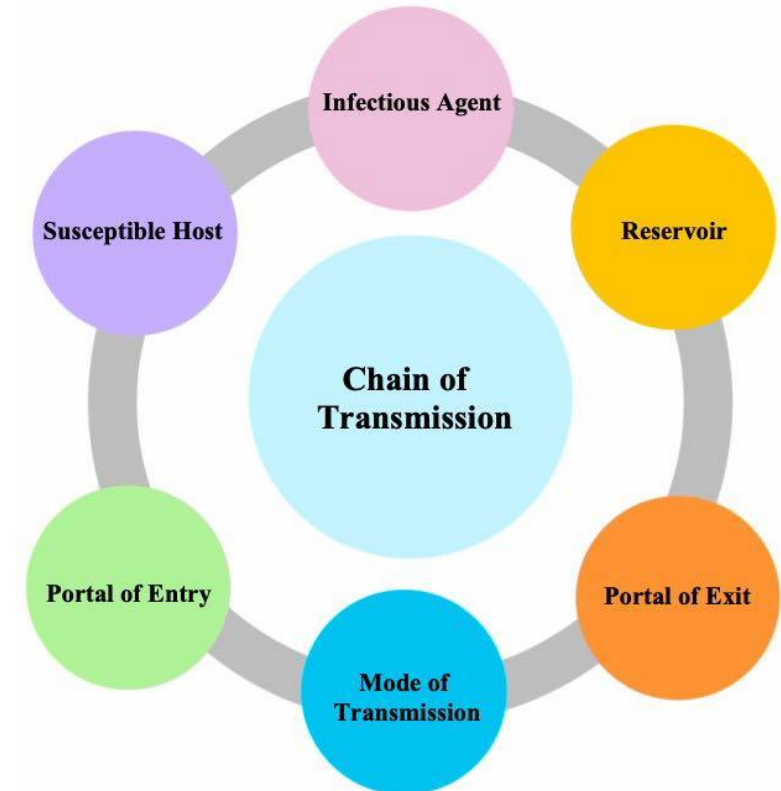 Infectious Agent
Reservoir
Susceptible Host
Chain of
Transmission
Portal of Entry
Portal of Exit
Mode of
Transmission